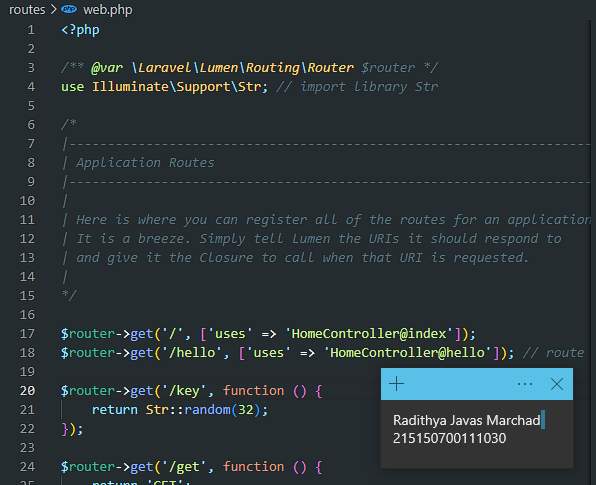 routes > php web.php
1 <?php
2
3 /** @var \Laravel\Lumen\Routing\Router $router */
4 use Illuminate\Support\Str; // import library Str
5
6 /*
7 |--------------------------------------------------------------------
8 | Application Routes
9 |--------------------------------------------------------------------
10 |
11 | Here is where you can register all of the routes for an application
12 | It is a breeze. Simply tell Lumen the URIs it should respond to
13 | and give it the Closure to call when that URI is requested.
14 |
15 */
16
17 $router->get('/', ['uses' => 'HomeController@index']);
18 $router->get('/hello', ['uses' => 'HomeController@hello']); // route
19
20 $router->get('/key', function () {
21 return Str::random(32);
22 });
23
24 $router->get('/get', function () {
25 return 'GET';
Radithya Javas Marchad
215150700111030